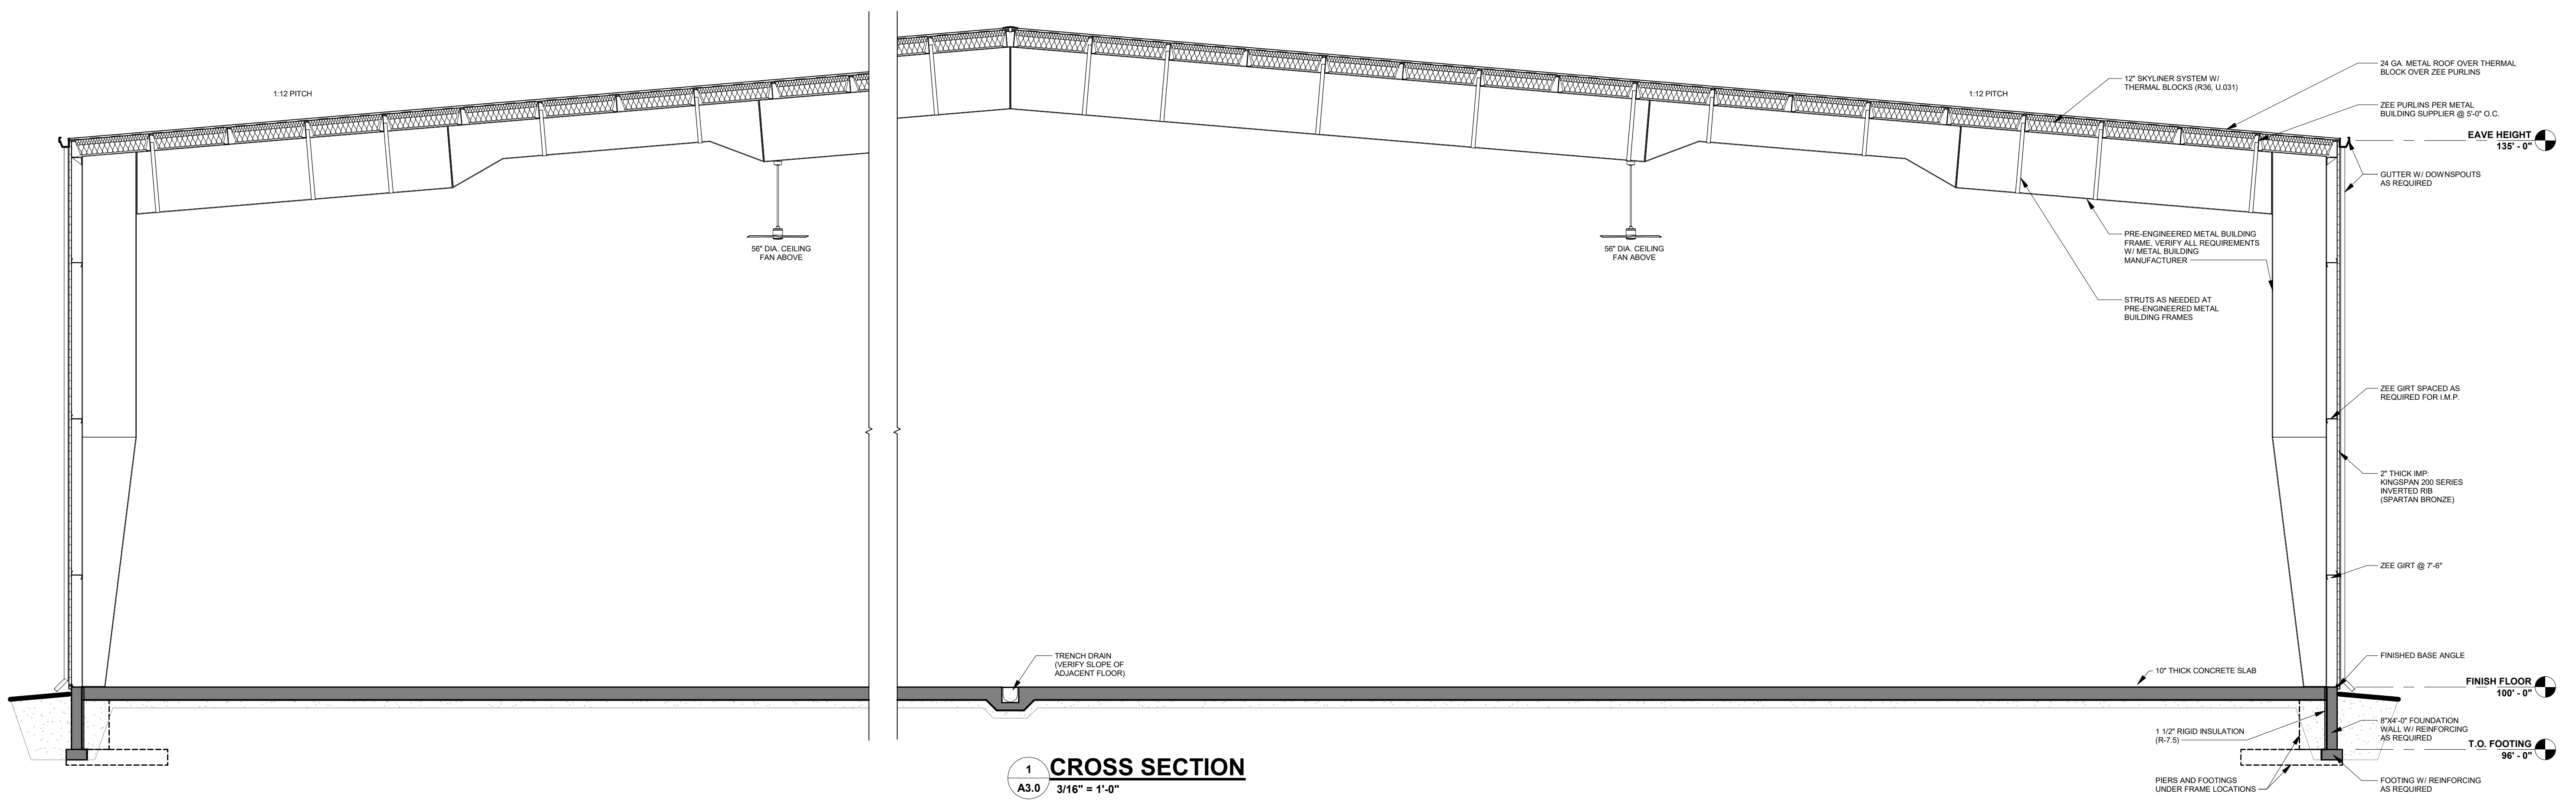 1:12 PITCH
56" DIA. CEILING
FAN ABOVE
1:12 PITCH
56" DIA. CEILING
FAN ABOVE
12" SKYLINER SYSTEM W/
THERMAL BLOCKS (R36, U.031)
24 GA. METAL ROOF OVER THERMAL
BLOCK OVER ZEE PURLINS
ZEE PURLINS PER METAL
BUILDING SUPPLIER @ 5'-0" O.C.
EAVE HEIGHT
135' - 0"
GUTTER W/ DOWNSPOUTS
AS REQUIRED
PRE-ENGINEERED METAL BUILDING
FRAME, VERIFY ALL REQUIREMENTS
W/ METAL BUILDING
MANUFACTURER
STRUTS AS NEEDED AT
PRE-ENGINEERED METAL
BUILDING FRAMES
ZEE GIRT SPACED AS
REQUIRED FOR I.M.P.
2" THICK IMP:
KINGSPAN 200 SERIES
INVERTED RIB
(SPARTAN BRONZE)
ZEE GIRT @ 7'-6"
TRENCH DRAIN
(VERIFY SLOPE OF
ADJACENT FLOOR)
FINISHED BASE ANGLE
10" THICK CONCRETE SLAB
FINISH FLOOR
100' - 0"
1 1/2" RIGID INSULATION
(R-7.5)
8"X4'-0" FOUNDATION
WALL W/ REINFORCING
AS REQUIRED
T.O. FOOTING
96' - 0"
PIERS AND FOOTINGS
UNDER FRAME LOCATIONS
FOOTING W/ REINFORCING
AS REQUIRED
1
A3.0
CROSS SECTION
3/16" = 1'-0"